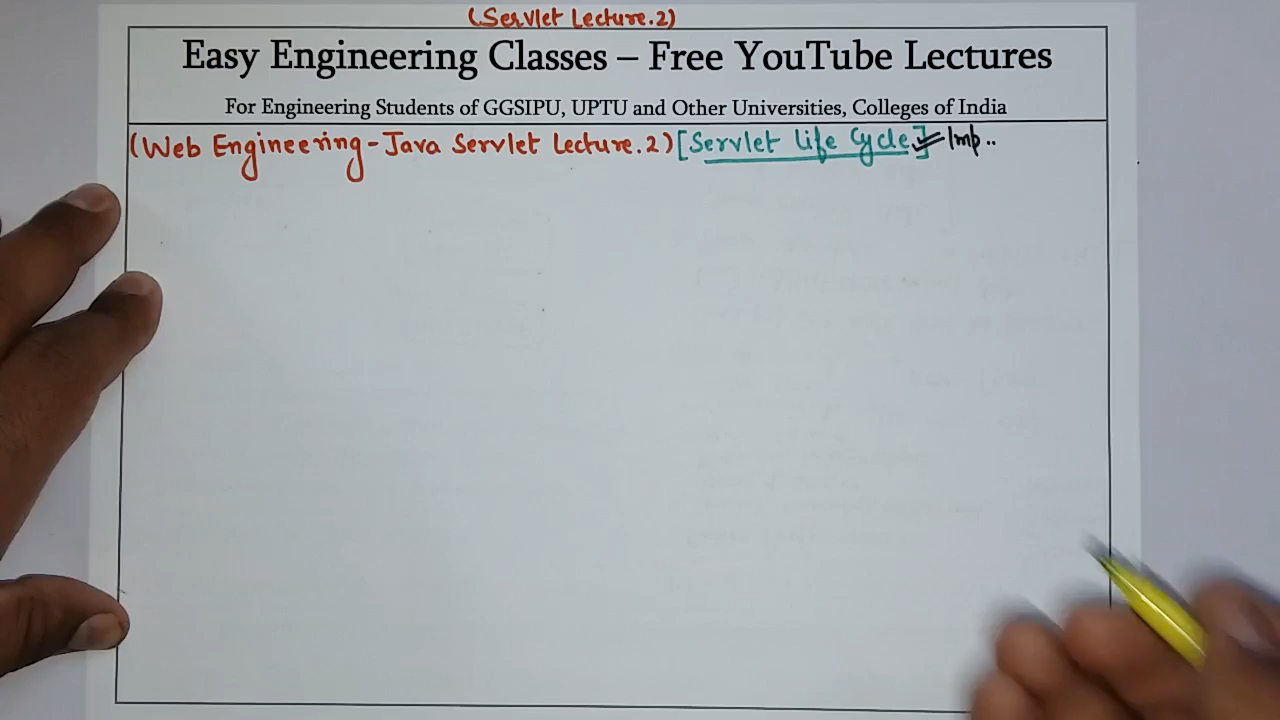 (Servlet Lecture.2)
Easy Engineering Classes – Free YouTube Lectures
For Engineering Students of GGSIPU, UPTU and Other Universities, Colleges of India
(Web Engineering - Java Servlet Lecture.2) [Servlet Life Cycle] Imp..